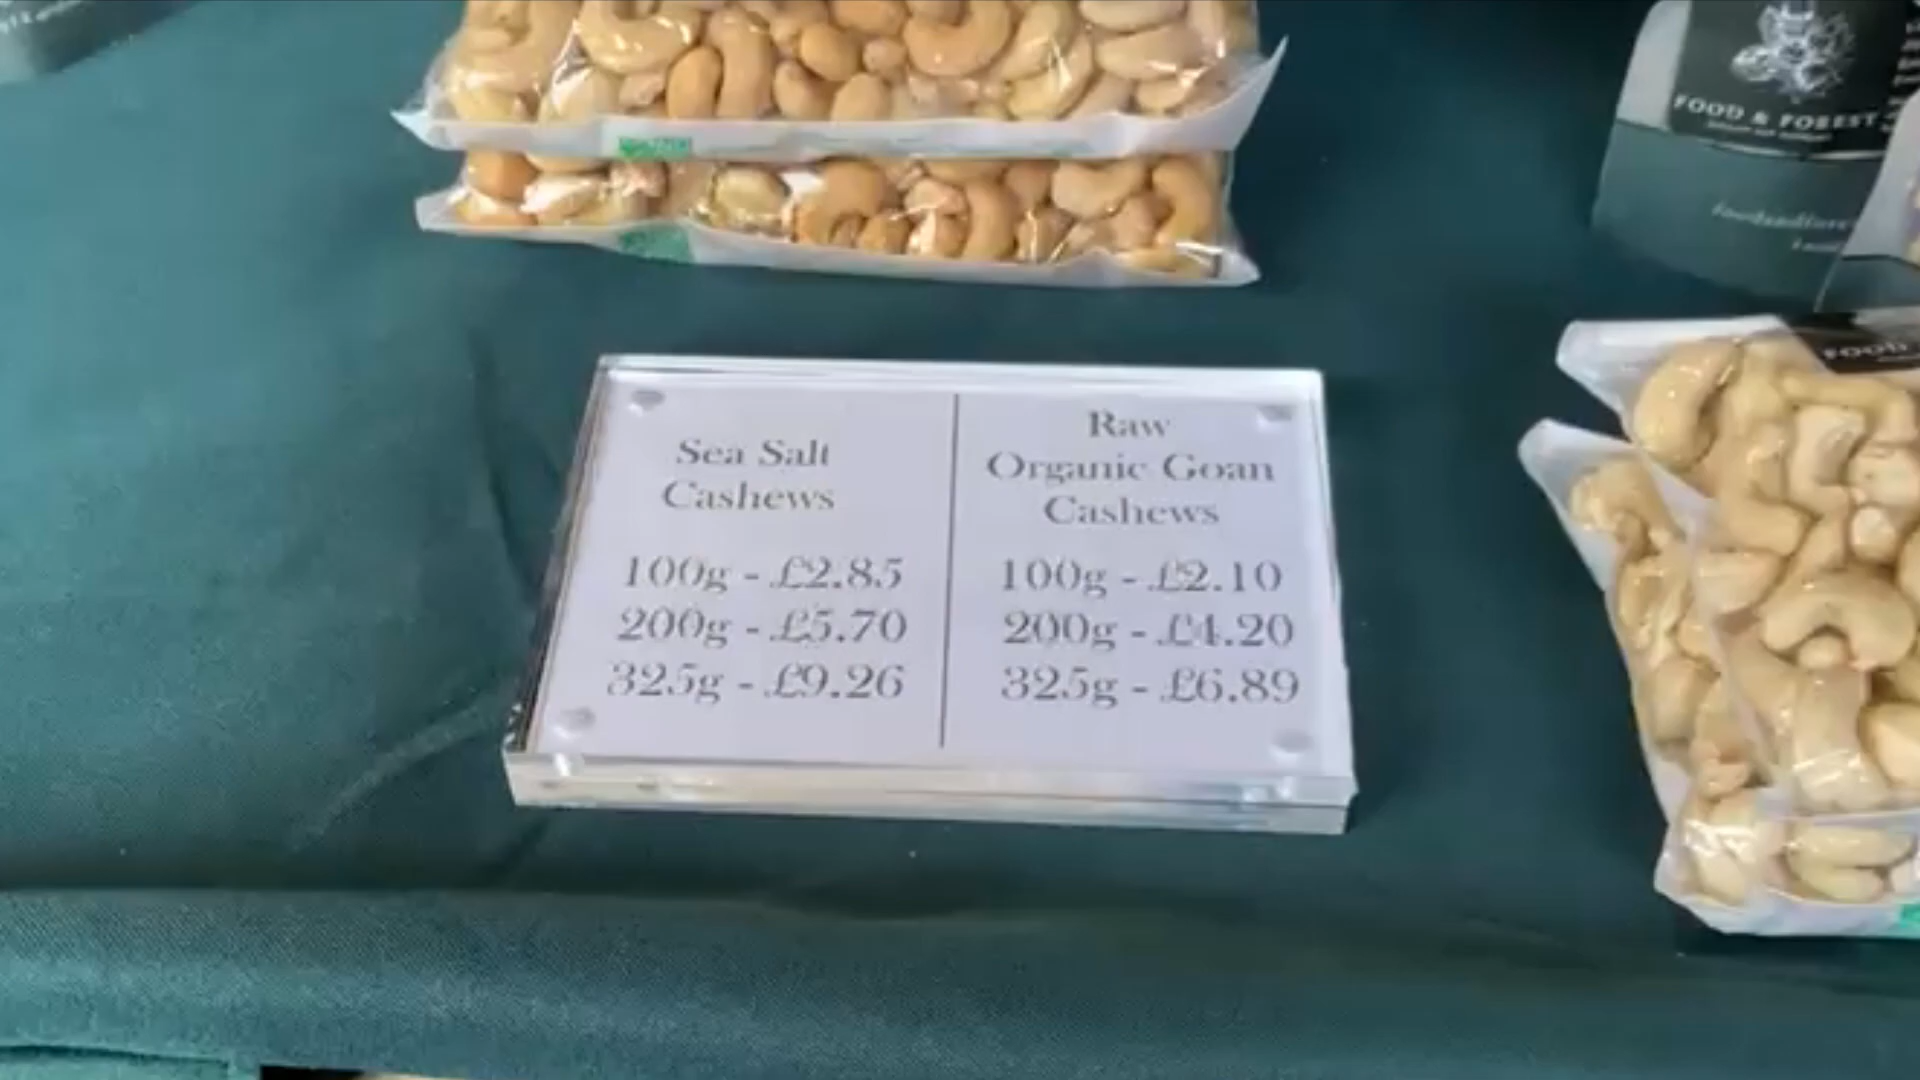 FOOD & FOREST
Sea Salt
Cashews
100g - £2.85
200g - £5.70
325g - £9.26
Raw
Organic Goan
Cashews
100g - £2.10
200g - £4.20
325g - £6.89
FOOD